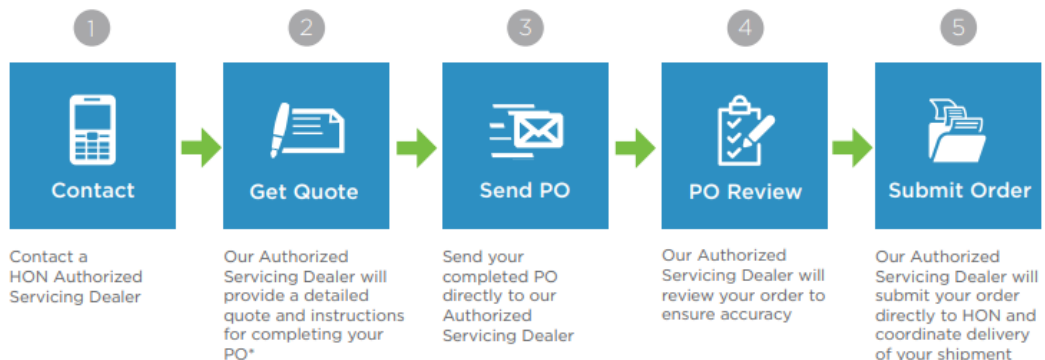 1
2
3
4
5
Contact
Get Quote
Send PO
PO Review
Submit Order
Contact a
HON Authorized
Servicing Dealer
Our Authorized
Servicing Dealer will
provide a detailed
quote and instructions
for completing your
PO*
Send your
completed PO
directly to our
Authorized
Servicing Dealer
Our Authorized
Servicing Dealer will
review your order to
ensure accuracy
Our Authorized
Servicing Dealer will
submit your order
directly to HON and
coordinate delivery
of your shipment